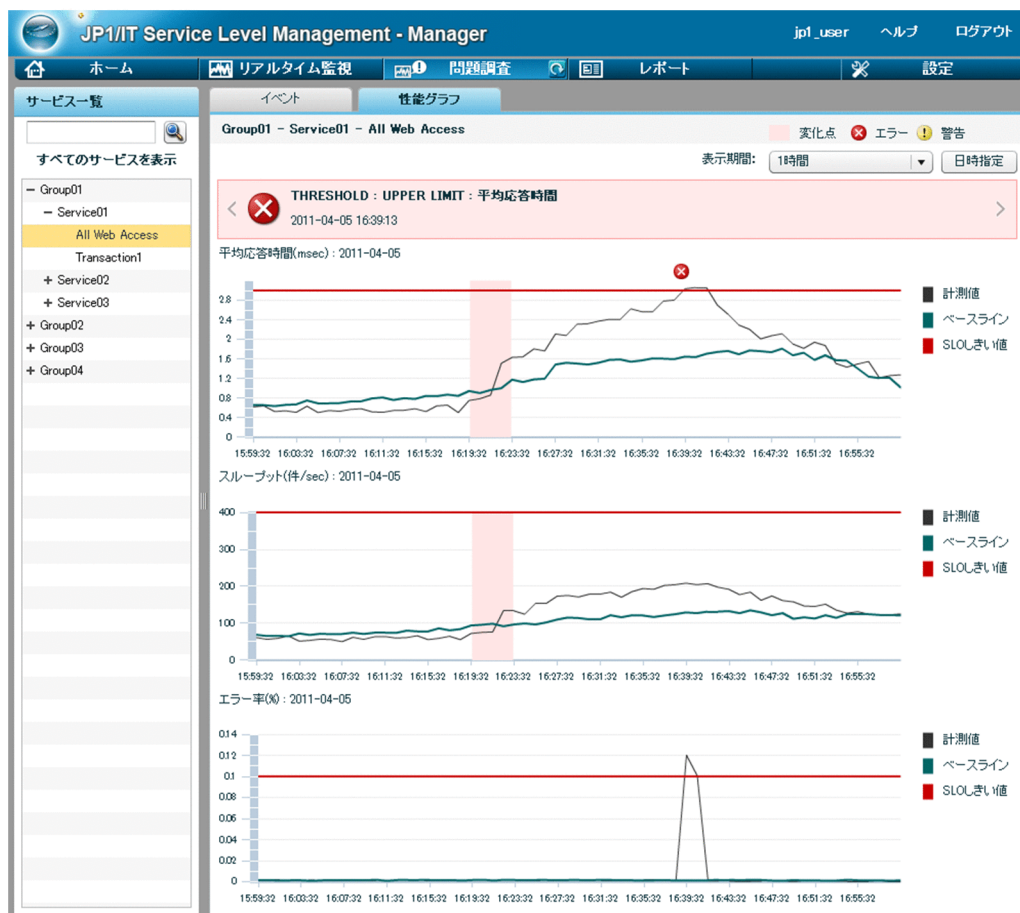 JP1/IT Service Level Management - Manager
jp1_user ヘルプ ログアウト
ホーム リアルタイム監視 問題調査 レポート 設定
サービス一覧
すべてのサービスを表示
− Group01
− Service01
All Web Access
Transaction1
+ Service02
+ Service03
+ Group02
+ Group03
+ Group04
イベント 性能グラフ
Group01 - Service01 - All Web Access
変化点 エラー 警告
表示期間: 1時間 日時指定
THRESHOLD : UPPER LIMIT : 平均応答時間
2011-04-05 16:39:13
平均応答時間(msec) : 2011-04-05
2.8
2.4
2
1.6
1.2
0.8
0.4
0
15:59:32 16:03:32 16:07:32 16:11:32 16:15:32 16:19:32 16:23:32 16:27:32 16:31:32 16:35:32 16:39:32 16:43:32 16:47:32 16:51:32 16:55:32
計測値
ベースライン
SLOしきい値
スループット(件/sec) : 2011-04-05
400
300
200
100
0
15:59:32 16:03:32 16:07:32 16:11:32 16:15:32 16:19:32 16:23:32 16:27:32 16:31:32 16:35:32 16:39:32 16:43:32 16:47:32 16:51:32 16:55:32
計測値
ベースライン
SLOしきい値
エラー率(%) : 2011-04-05
0.14
0.12
0.1
0.08
0.06
0.04
0.02
0
15:59:32 16:03:32 16:07:32 16:11:32 16:15:32 16:19:32 16:23:32 16:27:32 16:31:32 16:35:32 16:39:32 16:43:32 16:47:32 16:51:32 16:55:32
計測値
ベースライン
SLOしきい値